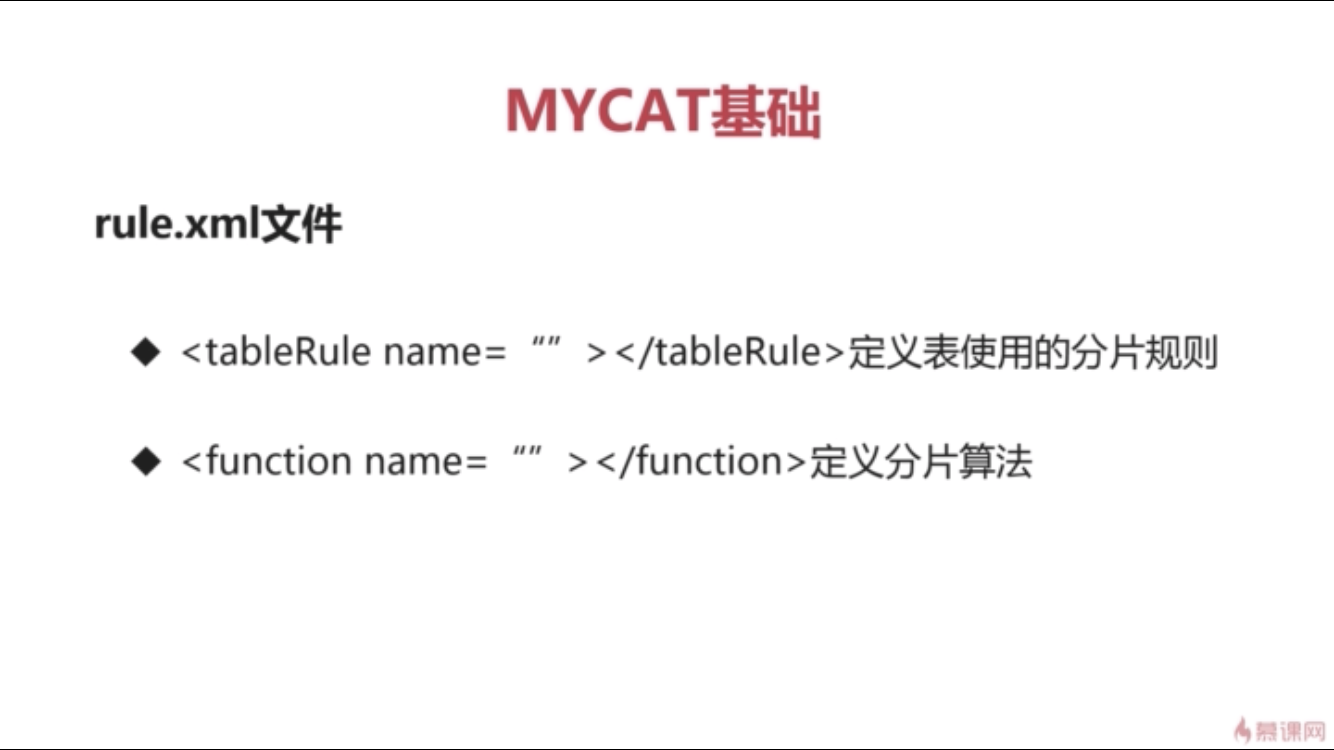 MYCAT基础
rule.xml文件
◆ <tableRule name= “” ></tableRule>定义表使用的分片规则
◆ <function name= “” ></function>定义分片算法
慕课网